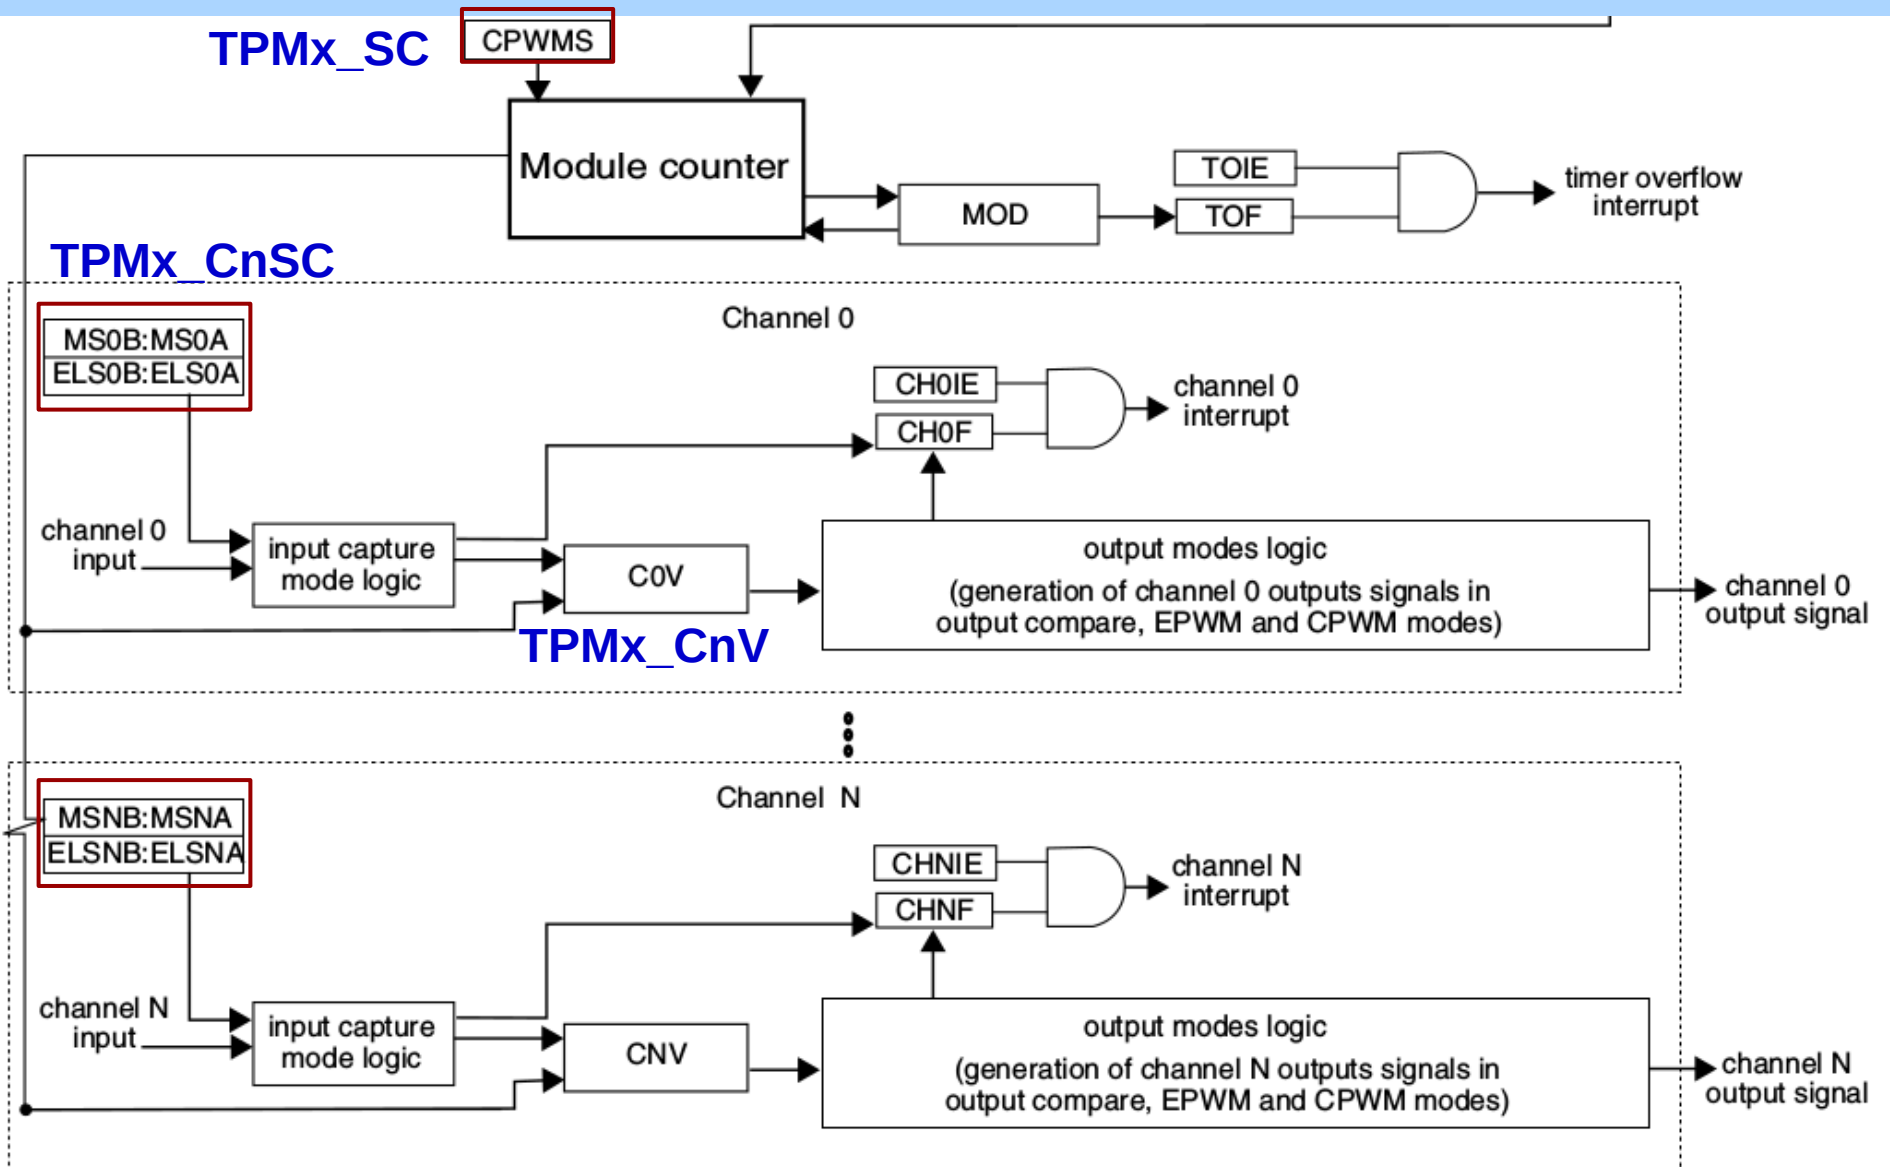 TPMx_SC
CPWMS
Module counter
MOD
TOIE
TOF
timer overflow
interrupt
TPMx_CnSC
Channel 0
MS0B:MS0A
ELS0B:ELS0A
CH0IE
CH0F
channel 0
interrupt
channel 0
input
input capture
mode logic
C0V
TPMx_CnV
output modes logic
(generation of channel 0 outputs signals in
output compare, EPWM and CPWM modes)
channel 0
output signal
Channel N
MSNB:MSNA
ELSNB:ELSNA
CHNIE
CHNF
channel N
interrupt
channel N
input
input capture
mode logic
CNV
output modes logic
(generation of channel N outputs signals in
output compare, EPWM and CPWM modes)
channel N
output signal